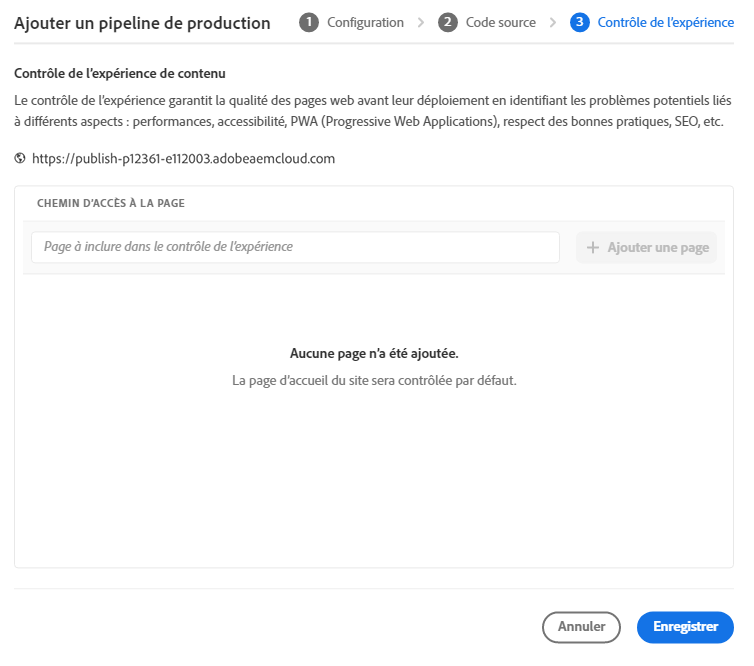 Ajouter un pipeline de production 1 Configuration > 2 Code source > 3 Contrôle de l’expérience
Contrôle de l’expérience de contenu
Le contrôle de l’expérience garantit la qualité des pages web avant leur déploiement en identifiant les problèmes potentiels liés
à différents aspects : performances, accessibilité, PWA (Progressive Web Applications), respect des bonnes pratiques, SEO, etc.
https://publish-p12361-e112003.adobeaemcloud.com
CHEMIN D’ACCÈS À LA PAGE
Page à inclure dans le contrôle de l’expérience + Ajouter une page
Aucune page n’a été ajoutée.
La page d’accueil du site sera contrôlée par défaut.
Annuler Enregistrer